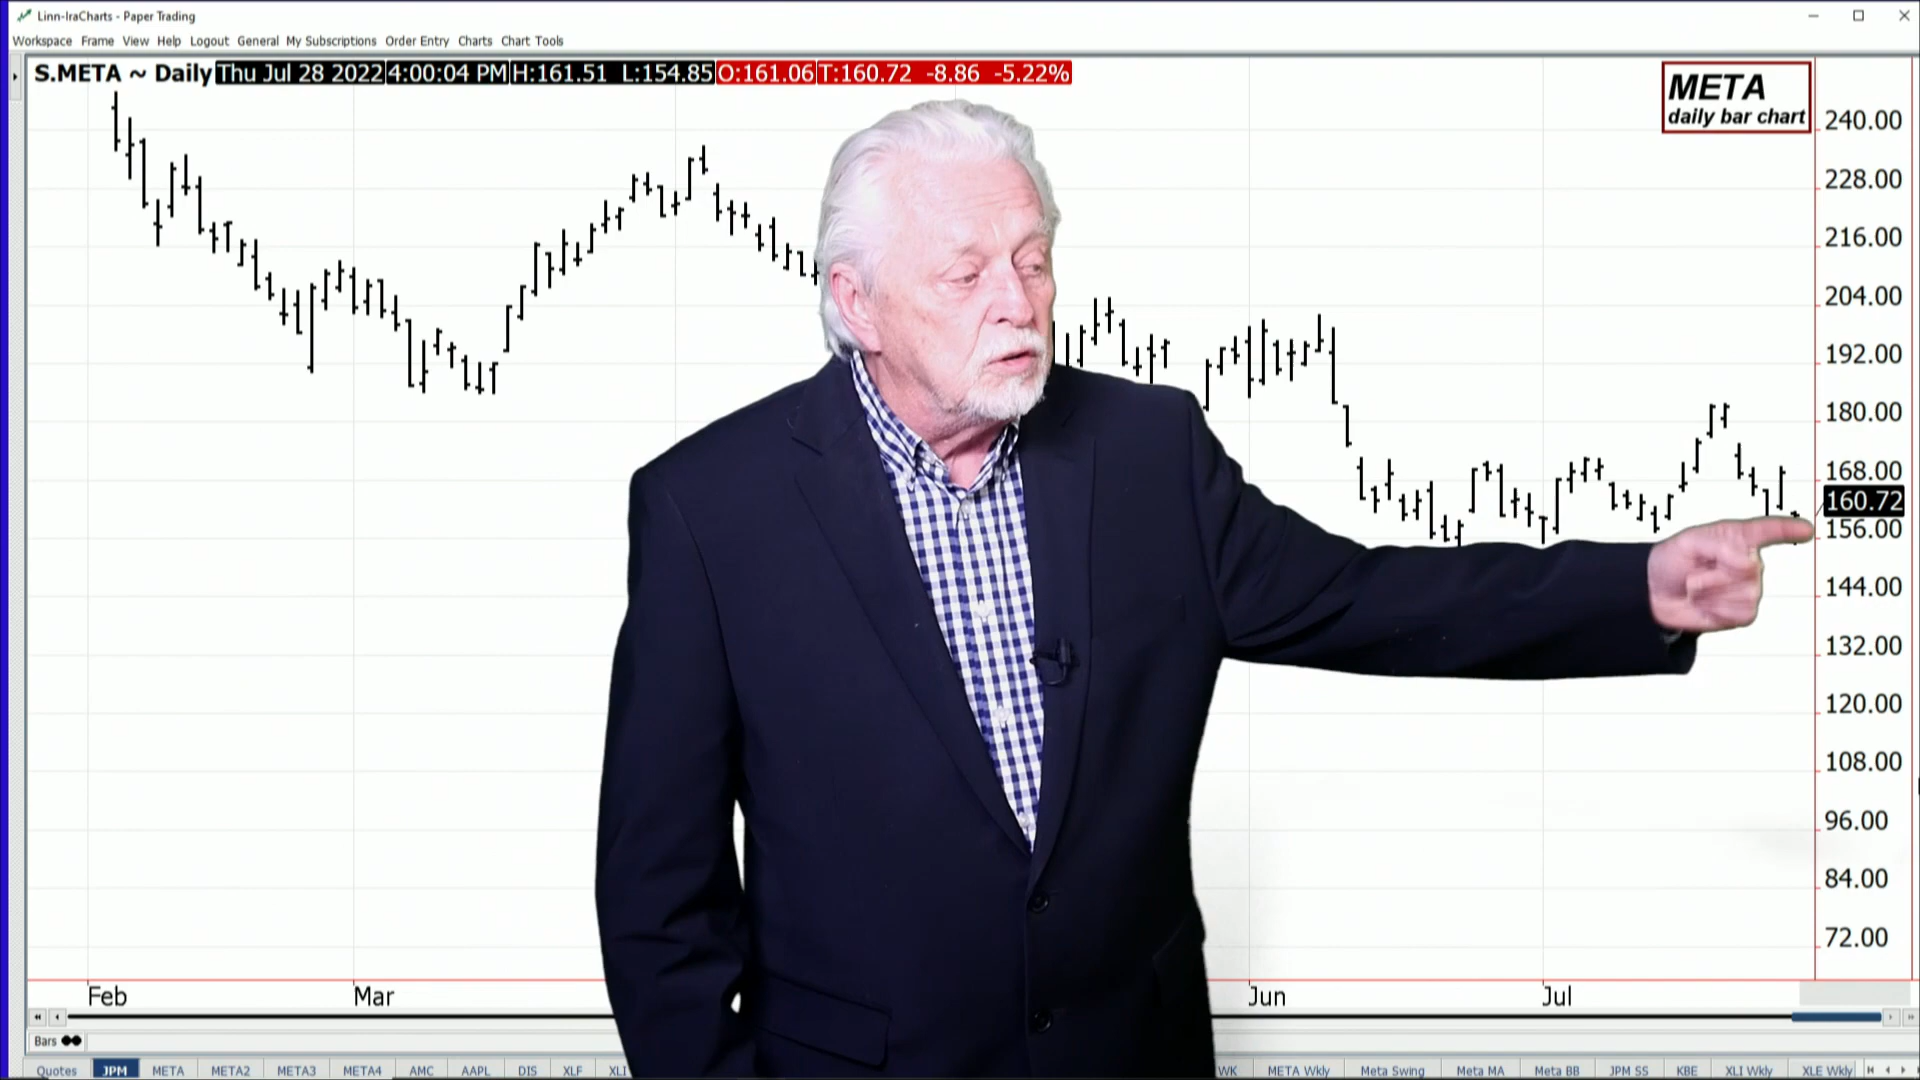 Linn-IraCharts - Paper Trading
Workspace Frame View Help Logout General My Subscriptions Order Entry Charts Chart Tools
S.META ~ Daily Thu Jul 28 2022 4:00:04 PM H:161.51 L:154.85 O:161.06 T:160.72 -8.86 -5.22%
META
daily bar chart
240.00
228.00
216.00
204.00
192.00
180.00
168.00
160.72
156.00
144.00
132.00
120.00
108.00
96.00
84.00
72.00
Feb Mar Jun Jul
Bars
Quotes JPM META META2 META3 META4 AMC AAPL DIS XLF XLI WK META Wkly Meta Swing Meta MA Meta BB JPM SS KBE XLI Wkly XLE Wkly